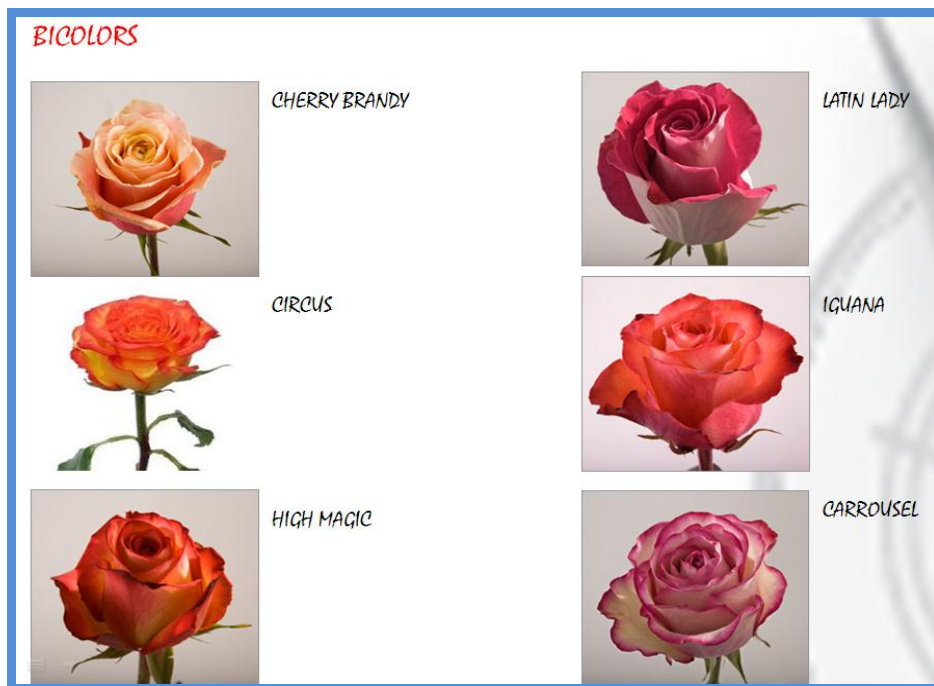 BICOLORS
CHERRY BRANDY
LATIN LADY
CIRCUS
IGUANA
HIGH MAGIC
CARROUSEL